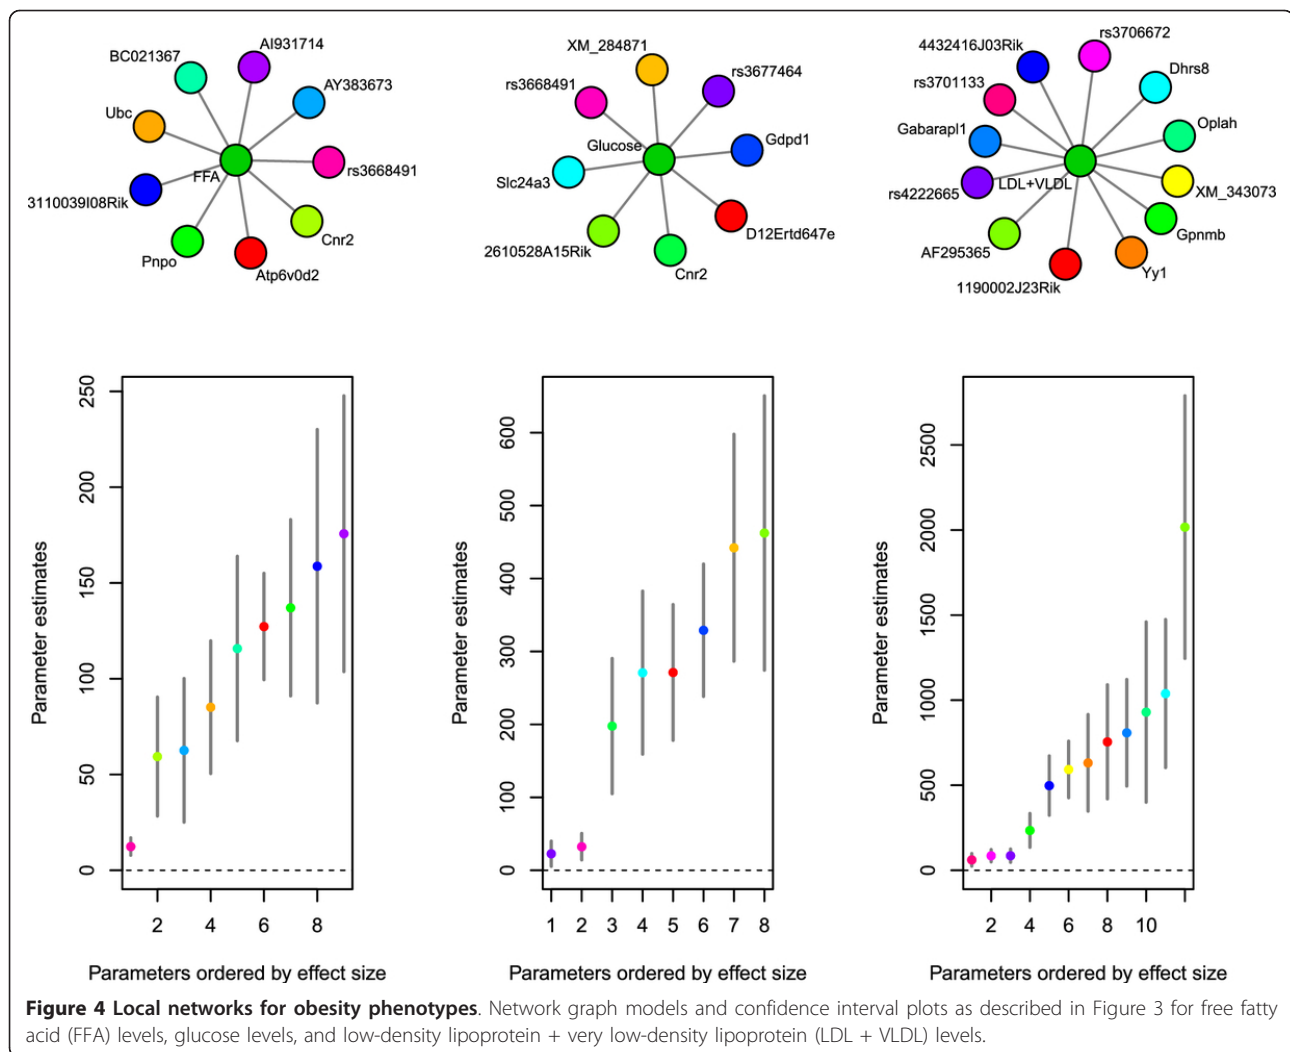 BC021367
AI931714
AY383673
Ubc
FFA
rs3668491
3110039I08Rik
Cnr2
Pnpo
Atp6v0d2
XM_284871
rs3677464
rs3668491
Glucose
Gdpd1
Slc24a3
D12Ertd647e
2610528A15Rik
Cnr2
rs3706672
4432416J03Rik
Dhrs8
rs3701133
Oplah
Gabarapl1
LDL+VLDL
rs4222665
XM_343073
Gpnmb
AF295365
Yy1
1190002J23Rik
Parameter estimates
250
200
150
100
50
0
2 4 6 8
Parameters ordered by effect size
Parameter estimates
600
500
400
300
200
100
0
1 2 3 4 5 6 7 8
Parameters ordered by effect size
Parameter estimates
2500
2000
1500
1000
500
0
2 4 6 8 10
Parameters ordered by effect size
Figure 4 Local networks for obesity phenotypes. Network graph models and confidence interval plots as described in Figure 3 for free fatty
acid (FFA) levels, glucose levels, and low-density lipoprotein + very low-density lipoprotein (LDL + VLDL) levels.